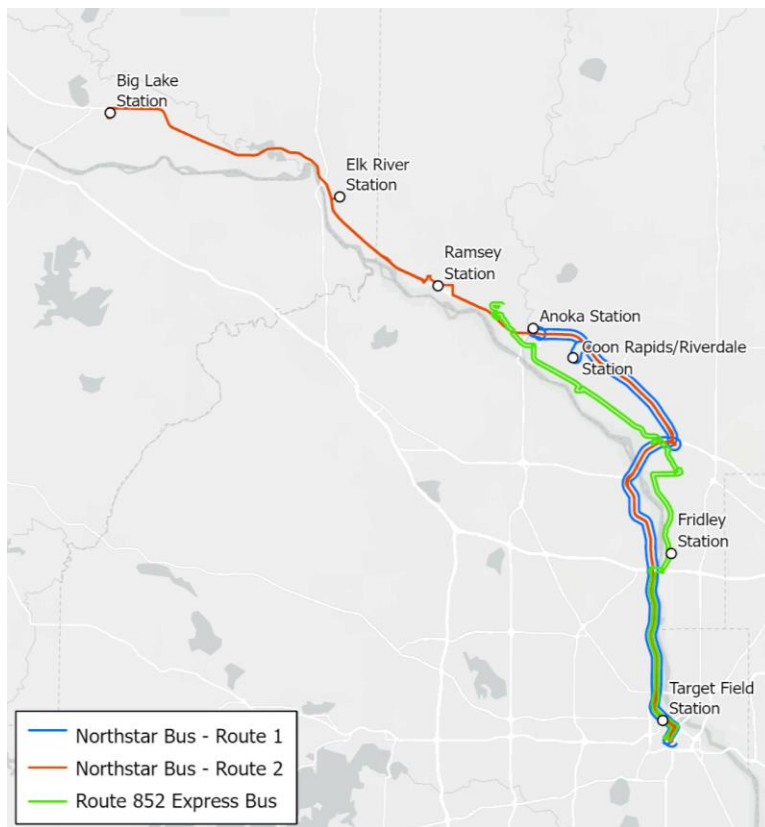 Big Lake
Station
Elk River
Station
Ramsey
Station
Anoka Station
Coon Rapids/Riverdale
Station
Fridley
Station
Target Field
Station
Northstar Bus - Route 1
Northstar Bus - Route 2
Route 852 Express Bus